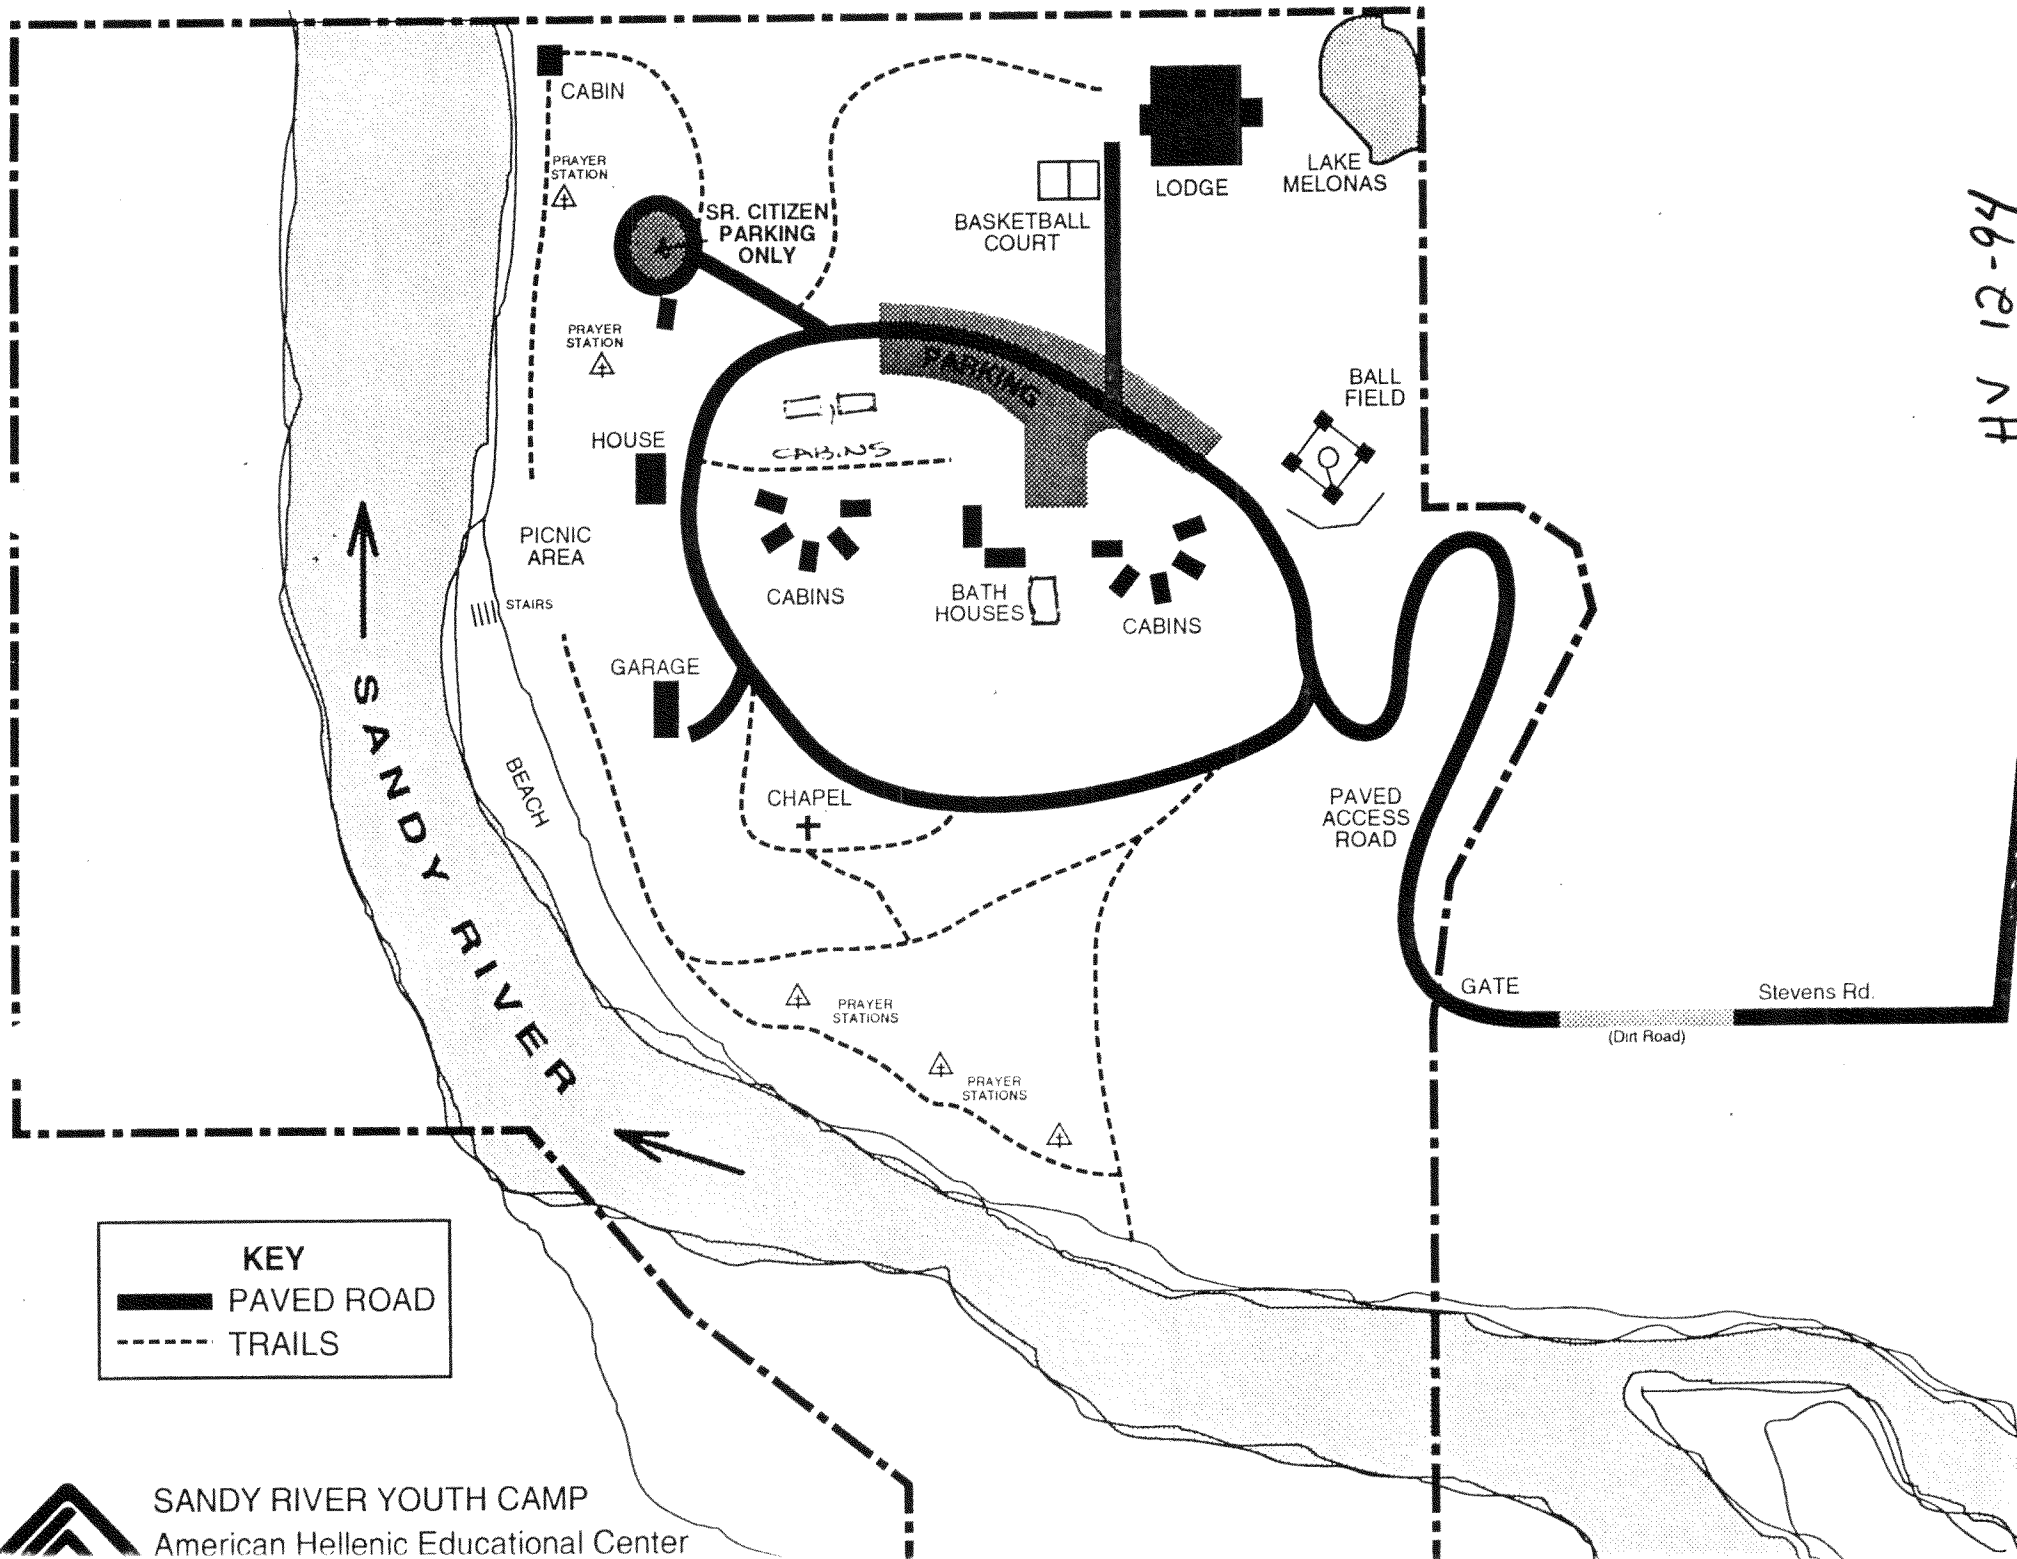 CABIN
PRAYER
STATION
SR. CITIZEN
PARKING
ONLY
BASKETBALL
COURT
LODGE
LAKE
MELONAS
HV 12-94
PRAYER
STATION
PARKING
BALL
FIELD
HOUSE
CABINS
PICNIC
AREA
STAIRS
CABINS
BATH
HOUSES
CABINS
GARAGE
SANDY RIVER
BEACH
CHAPEL
PAVED
ACCESS
ROAD
GATE
Stevens Rd.
(Dirt Road)
PRAYER
STATIONS
PRAYER
STATIONS
KEY
PAVED ROAD
TRAILS
SANDY RIVER YOUTH CAMP
American Hellenic Educational Center